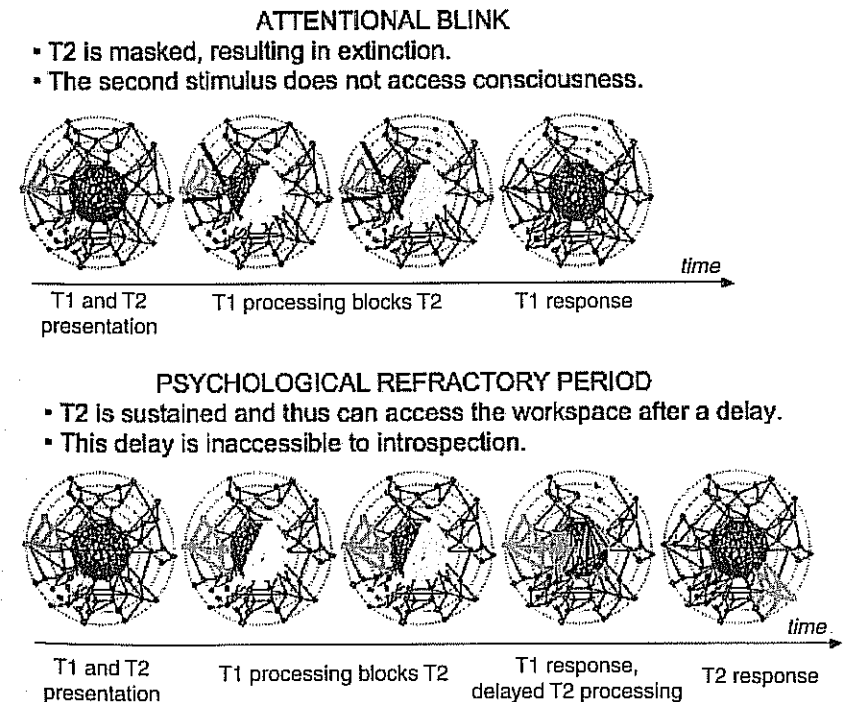 ATTENTIONAL BLINK
▪ T2 is masked, resulting in extinction.
▪ The second stimulus does not access consciousness.
time
T1 and T2
presentation
T1 processing blocks T2
T1 response
PSYCHOLOGICAL REFRACTORY PERIOD
▪ T2 is sustained and thus can access the workspace after a delay.
▪ This delay is inaccessible to introspection.
time
T1 and T2
presentation
T1 processing blocks T2
T1 response,
delayed T2 processing
T2 response